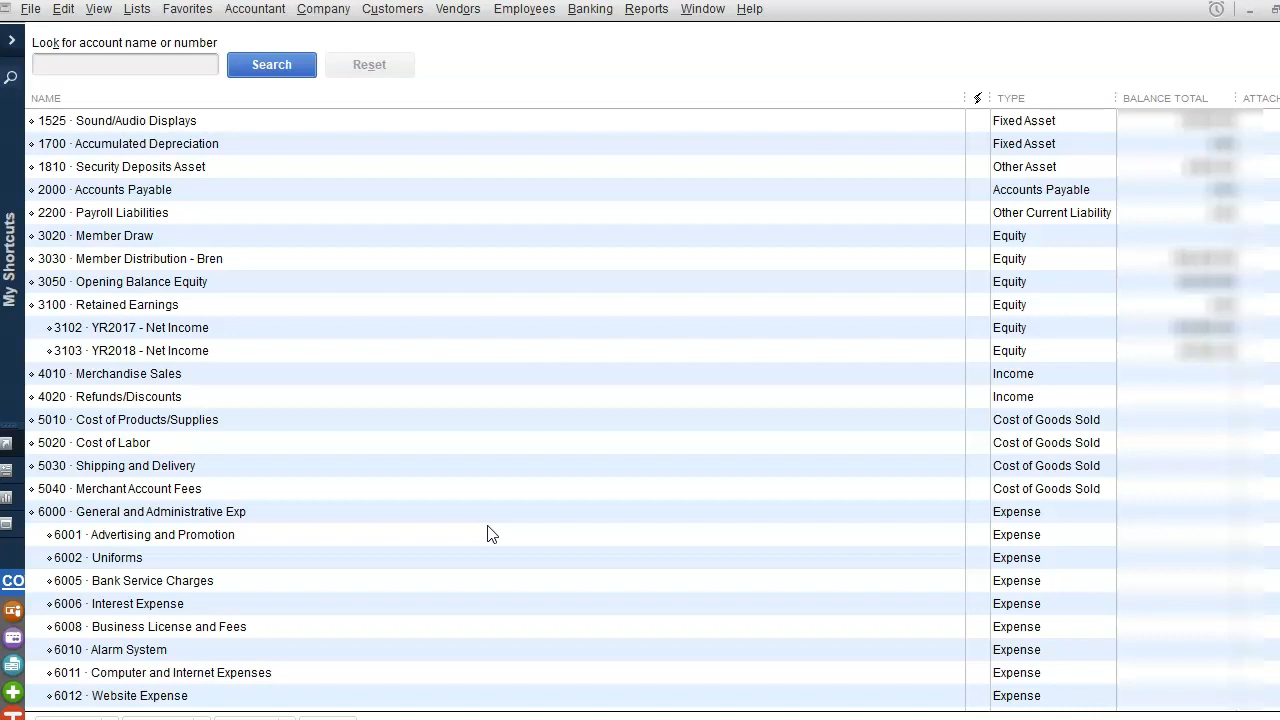 File Edit View Lists Favorites Accountant Company Customers Vendors Employees Banking Reports Window Help
Look for account name or number
Search Reset
NAME TYPE BALANCE TOTAL ATTACH
1525 · Sound/Audio Displays Fixed Asset
1700 · Accumulated Depreciation Fixed Asset
1810 · Security Deposits Asset Other Asset
2000 · Accounts Payable Accounts Payable
2200 · Payroll Liabilities Other Current Liability
3020 · Member Draw Equity
3030 · Member Distribution - Bren Equity
3050 · Opening Balance Equity Equity
3100 · Retained Earnings Equity
3102 · YR2017 - Net Income Equity
3103 · YR2018 - Net Income Equity
4010 · Merchandise Sales Income
4020 · Refunds/Discounts Income
5010 · Cost of Products/Supplies Cost of Goods Sold
5020 · Cost of Labor Cost of Goods Sold
5030 · Shipping and Delivery Cost of Goods Sold
5040 · Merchant Account Fees Cost of Goods Sold
6000 · General and Administrative Exp Expense
6001 · Advertising and Promotion Expense
6002 · Uniforms Expense
6005 · Bank Service Charges Expense
6006 · Interest Expense Expense
6008 · Business License and Fees Expense
6010 · Alarm System Expense
6011 · Computer and Internet Expenses Expense
6012 · Website Expense Expense
My Shortcuts
CO